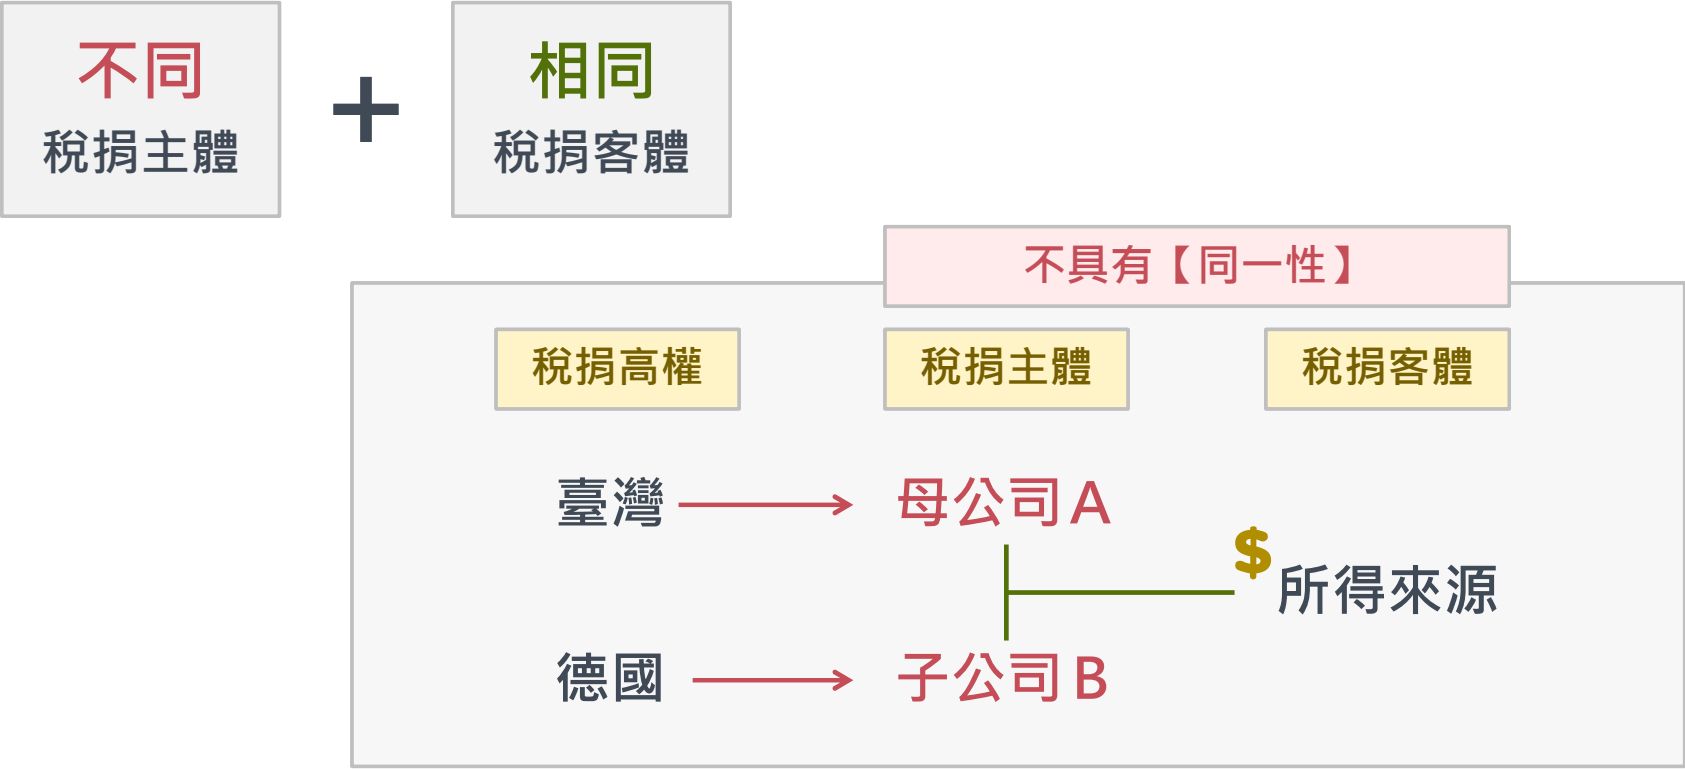 不同
稅捐主體
+
相同
稅捐客體
不具有【同一性】
稅捐高權
稅捐主體
稅捐客體
臺灣
母公司A
$所得來源
德國
子公司B